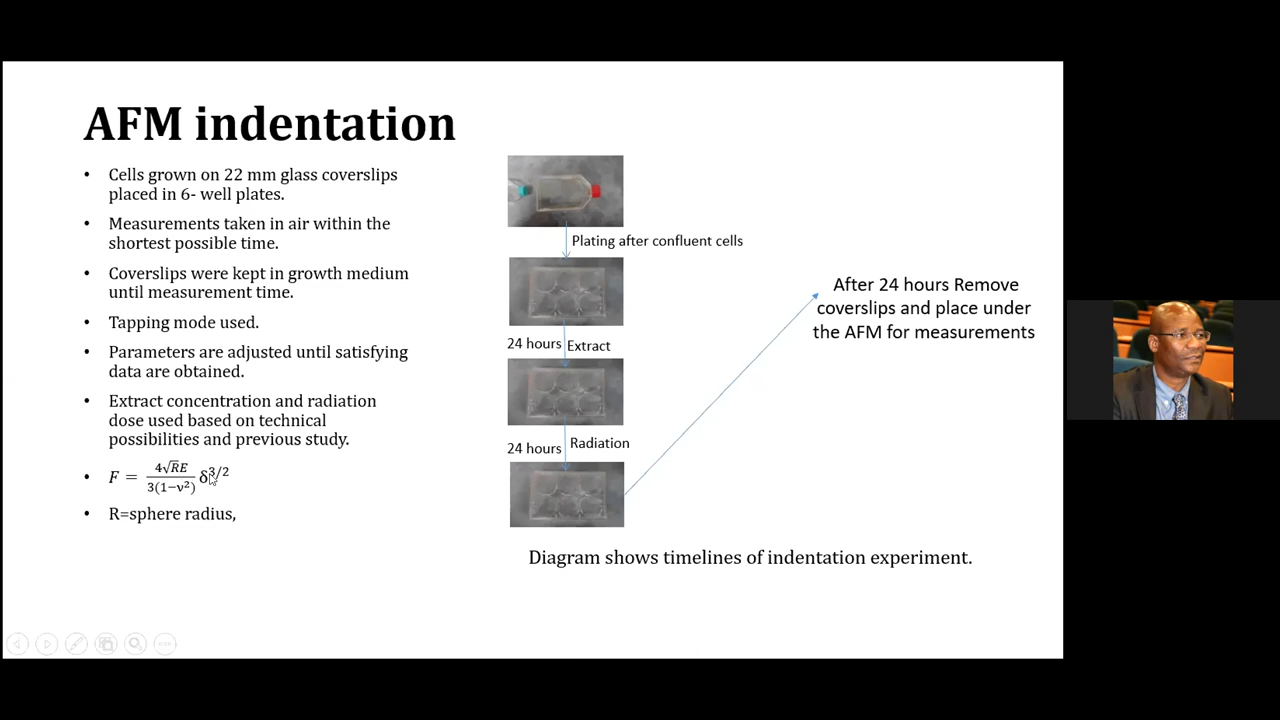 AFM indentation
• Cells grown on 22 mm glass coverslips
placed in 6- well plates.
• Measurements taken in air within the
shortest possible time.
• Coverslips were kept in growth medium
until measurement time.
• Tapping mode used.
• Parameters are adjusted until satisfying
data are obtained.
• Extract concentration and radiation
dose used based on technical
possibilities and previous study.
• F = 4√RE / 3(1−ν²) δ^3/2
• R=sphere radius,
Plating after confluent cells
24 hours Extract
24 hours Radiation
After 24 hours Remove
coverslips and place under
the AFM for measurements
Diagram shows timelines of indentation experiment.